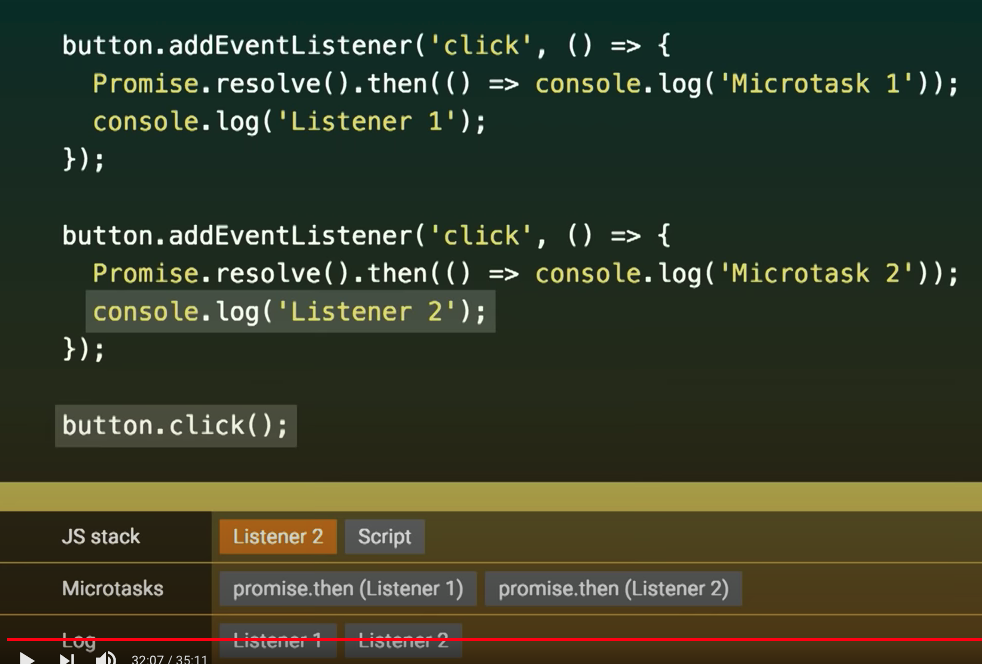 button.addEventListener('click', () => {
Promise.resolve().then(() => console.log('Microtask 1'));
console.log('Listener 1');
});
button.addEventListener('click', () => {
Promise.resolve().then(() => console.log('Microtask 2'));
console.log('Listener 2');
});
button.click();
JS stack Listener 2 Script
Microtasks promise.then (Listener 1) promise.then (Listener 2)
Log Listener 1 Listener 2
32:07 / 35:11